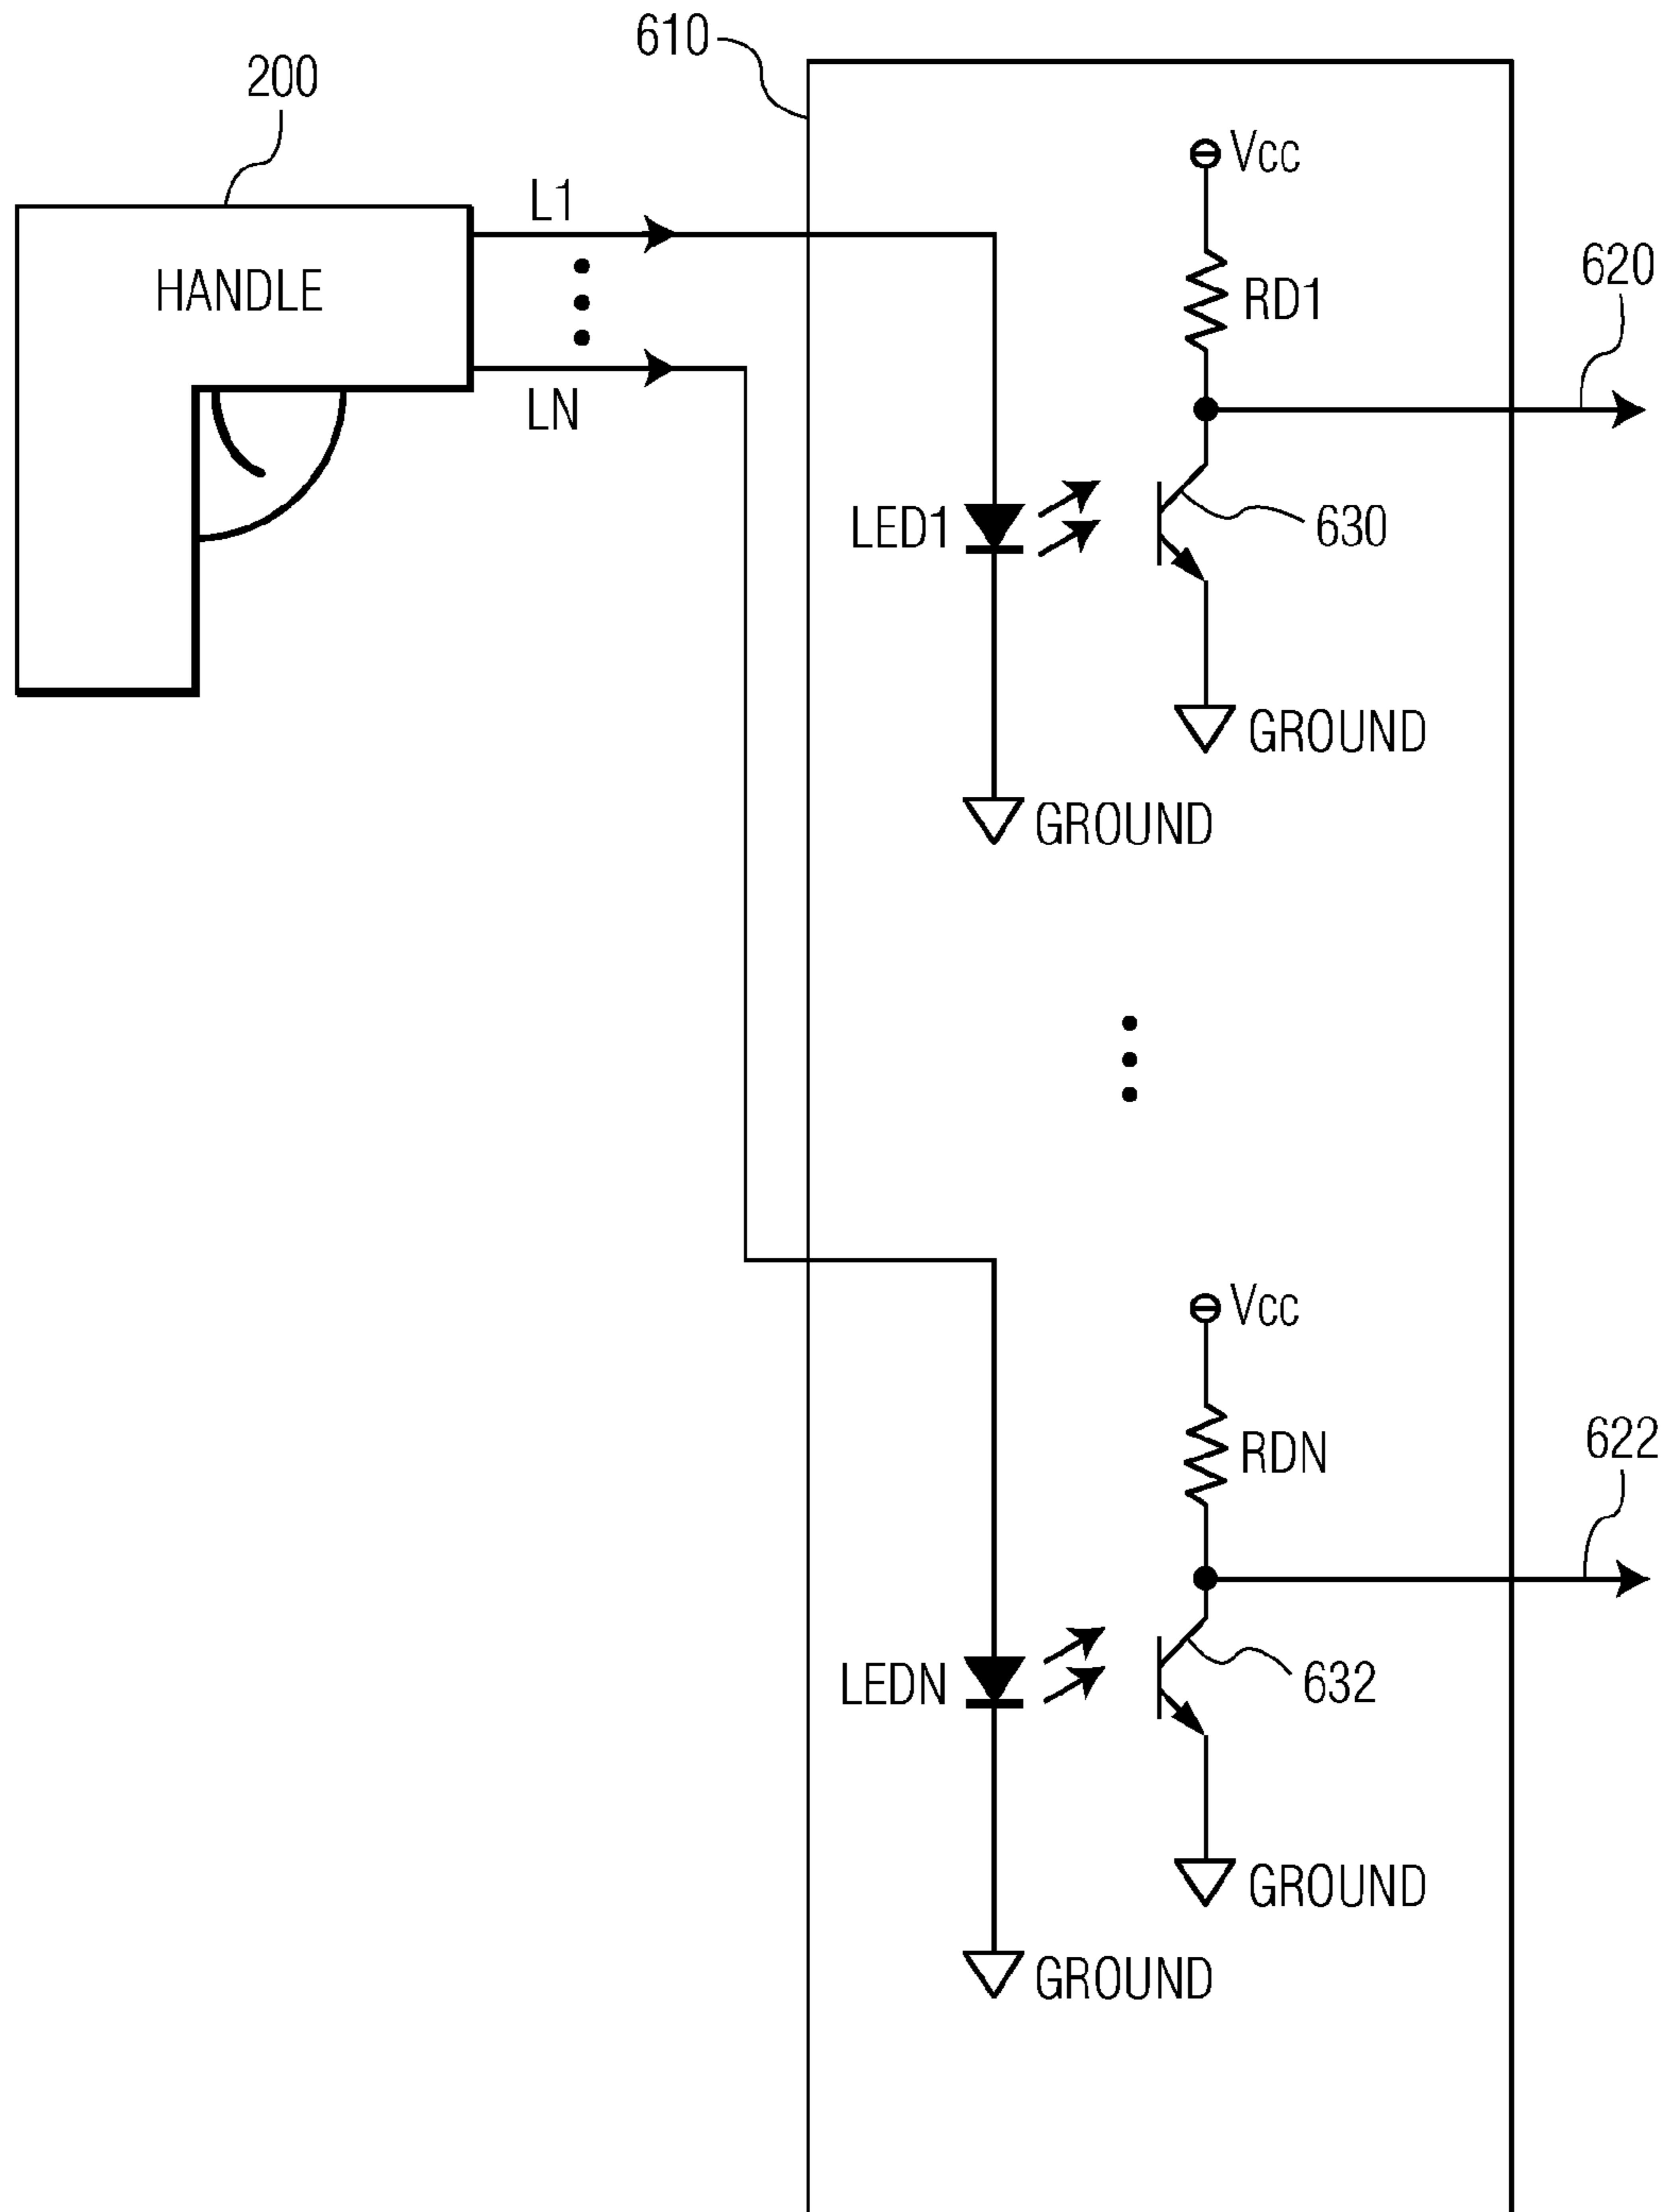 610
200
Vcc
L1
HANDLE
RD1
620
LN
LED1
630
GROUND
GROUND
Vcc
RDN
622
LEDN
632
GROUND
GROUND